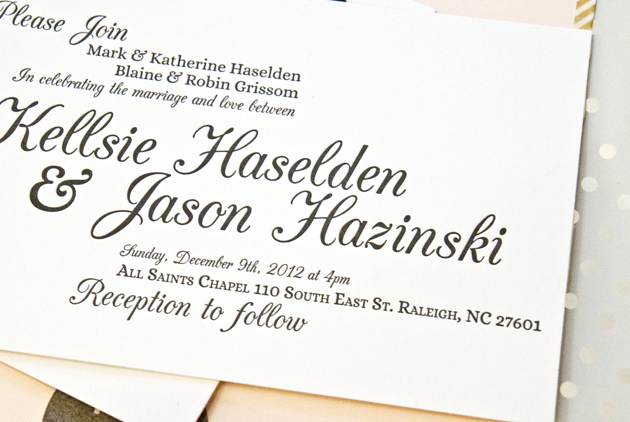 Please Join
Mark & Katherine Haselden
Blaine & Robin Grissom
In celebrating the marriage and love between
Kellsie Haselden
& Jason Hazinski
Sunday, December 9th, 2012 at 4pm
All Saints Chapel 110 South East St. Raleigh, NC 27601
Reception to follow